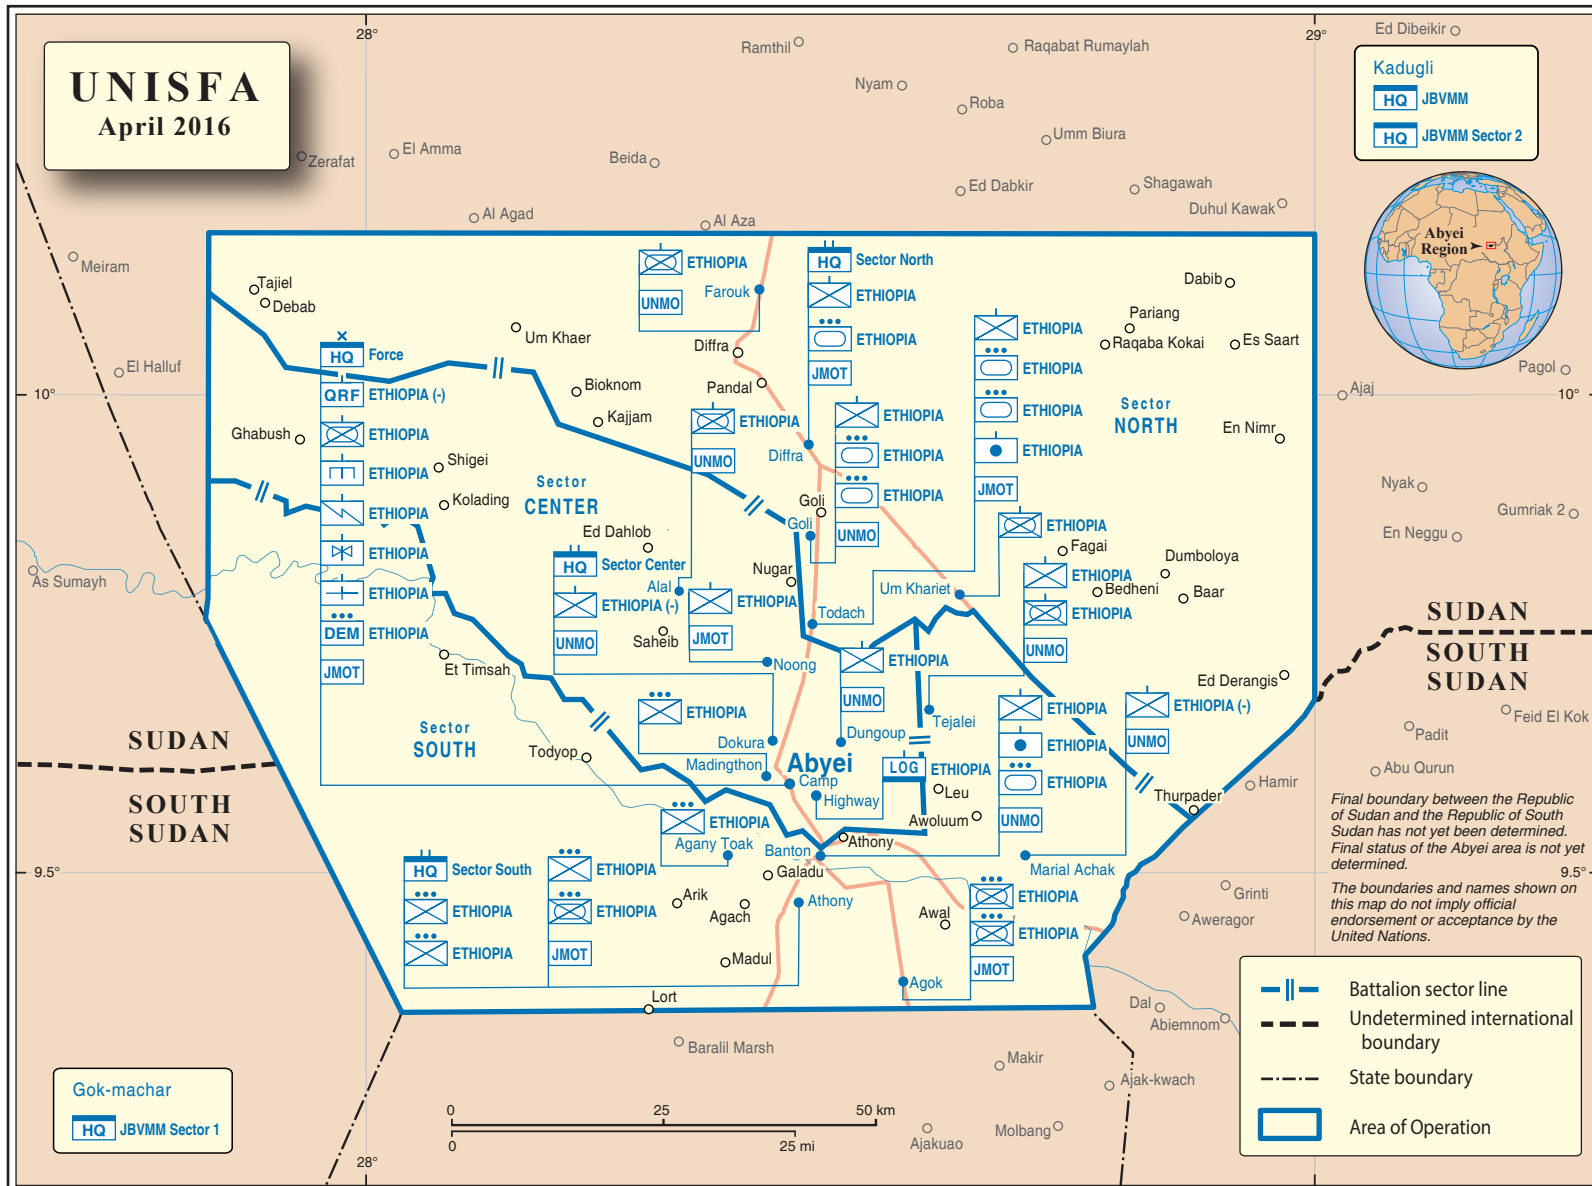 UNISFA
April 2016
28°
29°
Ramthil
Raqabat Rumaylah
Ed Dibeikir
Nyam
Roba
Umm Biura
Zerafat
El Amma
Beida
Ed Dabkir
Shagawah
Duhul Kawak
Al Agad
Al Aza
Meiram
El Halluf
As Sumayh
Kadugli
HQ JBVMM
HQ JBVMM Sector 2
Abyei
Region
Pagol
Ajaj
10°
10°
Nyak
Gumriak 2
En Neggu
Tajiel
Debab
Um Khaer
Bioknom
Kajjam
Ghabush
Shigei
Kolading
HQ Force
QRF ETHIOPIA (-)
ETHIOPIA
ETHIOPIA
ETHIOPIA
ETHIOPIA
ETHIOPIA
DEM ETHIOPIA
JMOT
ETHIOPIA
UNMO
Farouk
Diffra
Pandal
HQ Sector North
ETHIOPIA
ETHIOPIA
JMOT
Diffra
ETHIOPIA
ETHIOPIA
ETHIOPIA
UNMO
Goli
Goli
ETHIOPIA
ETHIOPIA
ETHIOPIA
ETHIOPIA
JMOT
Todach
Dabib
Pariang
Raqaba Kokai
Es Saart
Sector
NORTH
En Nimr
ETHIOPIA
UNMO
Alal
Sector
CENTER
Ed Dahlob
HQ Sector Center
ETHIOPIA (-)
UNMO
Saheib
Nugar
ETHIOPIA
JMOT
Noong
ETHIOPIA
Um Khariet
Fagai
Dumboloya
Bedheni
Baar
ETHIOPIA
ETHIOPIA
UNMO
Tejalei
Ed Derangis
ETHIOPIA
UNMO
Dungoup
Et Timsah
Sector
SOUTH
Todyop
ETHIOPIA
Madingthon
Dokura
Abyei
Camp
Highway
LOG ETHIOPIA
Leu
Awoluum
Athony
ETHIOPIA
ETHIOPIA
ETHIOPIA
UNMO
Banton
ETHIOPIA (-)
UNMO
Marial Achak
Thurpader
ETHIOPIA
Agany Toak
Galadu
Arik
Agach
Madul
Lort
Athony
HQ Sector South
ETHIOPIA
ETHIOPIA
ETHIOPIA
ETHIOPIA
JMOT
Awal
Agok
ETHIOPIA
ETHIOPIA
JMOT
SUDAN
SOUTH
SUDAN
SUDAN
SOUTH
SUDAN
Feid El Kok
Padit
Abu Qurun
Hamir
Grinti
Aweragor
Dal
Abiemnom
9.5°
9.5°
Final boundary between the Republic
of Sudan and the Republic of South
Sudan has not yet been determined.
Final status of the Abyei area is not yet
determined.
The boundaries and names shown on
this map do not imply official
endorsement or acceptance by the
United Nations.
Baralil Marsh
Makir
Ajak-kwach
Ajakuao
Molbang
Gok-machar
HQ JBVMM Sector 1
0 25 50 km
0 25 mi
28°
Battalion sector line
Undetermined international
boundary
State boundary
Area of Operation